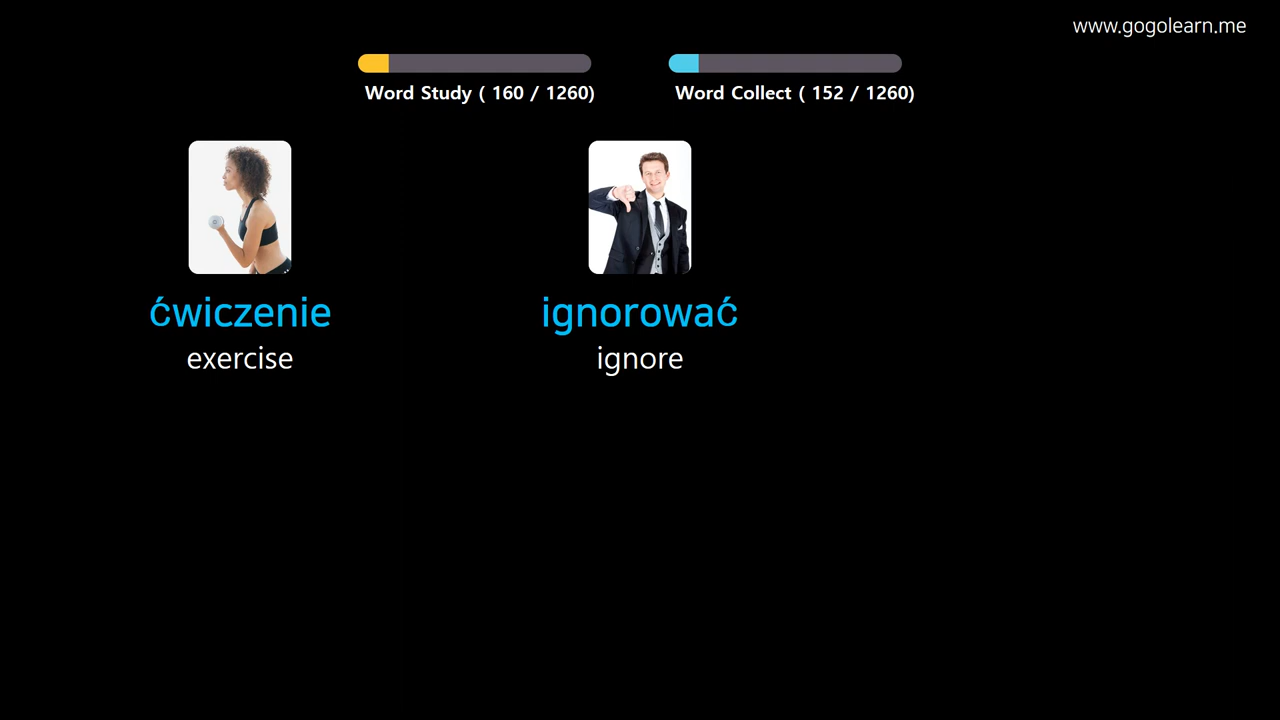 www.gogolearn.me
Word Study ( 160 / 1260)
Word Collect ( 152 / 1260)
ćwiczenie
exercise
ignorować
ignore